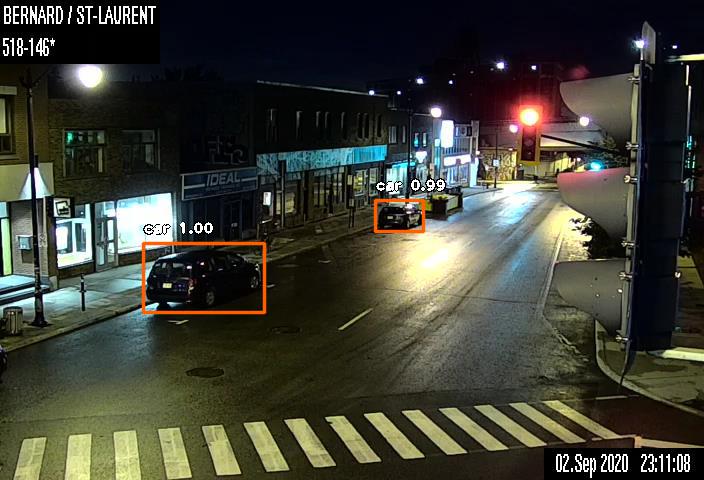 BERNARD / ST-LAURENT
518-146*
IDEAL
car 0.99
car 1.00
02.Sep 2020 23:11:08